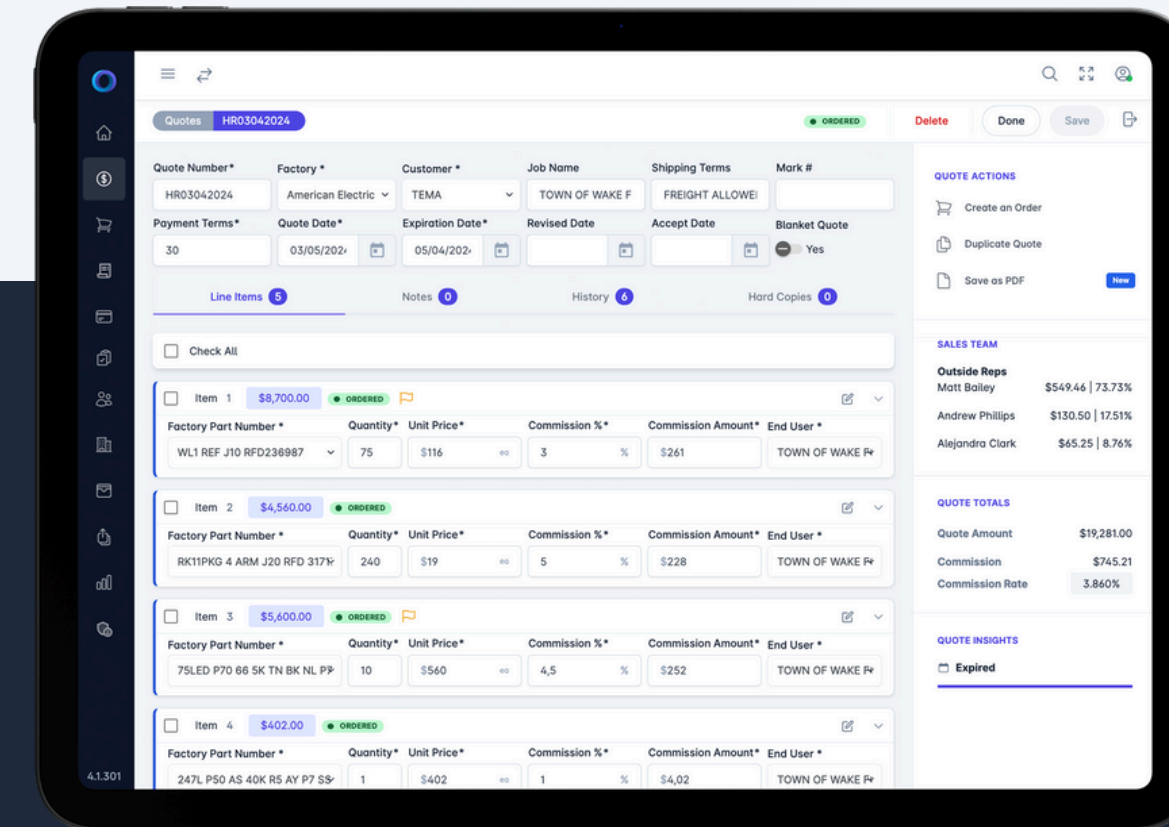 Quotes HR03042024 ORDERED Delete Done Save
Quote Number* Factory * Customer * Job Name Shipping Terms Mark #
HR03042024 American Electric TEMA TOWN OF WAKE F FREIGHT ALLOWE
Payment Terms* Quote Date* Expiration Date* Revised Date Accept Date Blanket Quote
30 03/05/202 05/04/202 Yes
Line Items 5 Notes 0 History 6 Hard Copies 0
Check All
Item 1 $8,700.00 ORDERED
Factory Part Number * Quantity* Unit Price* Commission %* Commission Amount* End User *
WL1 REF J10 RFD236987 75 $116 3 % $261 TOWN OF WAKE F
Item 2 $4,560.00 ORDERED
Factory Part Number * Quantity* Unit Price* Commission %* Commission Amount* End User *
RK11PKG 4 ARM J20 RFD 3171 240 $19 5 % $228 TOWN OF WAKE F
Item 3 $5,600.00 ORDERED
Factory Part Number * Quantity* Unit Price* Commission %* Commission Amount* End User *
75LED P70 66 5K TN BK NL P 10 $560 4,5 % $252 TOWN OF WAKE F
Item 4 $402.00 ORDERED
Factory Part Number * Quantity* Unit Price* Commission %* Commission Amount* End User *
247L P50 AS 40K R5 AY P7 S 1 $402 1 % $4,02 TOWN OF WAKE F
4.1.301
QUOTE ACTIONS
Create an Order
Duplicate Quote
Save as PDF New
SALES TEAM
Outside Reps
Matt Bailey $549.46 | 73.73%
Andrew Phillips $130.50 | 17.51%
Alejandra Clark $65.25 | 8.76%
QUOTE TOTALS
Quote Amount $19,281.00
Commission $745.21
Commission Rate 3.860%
QUOTE INSIGHTS
Expired